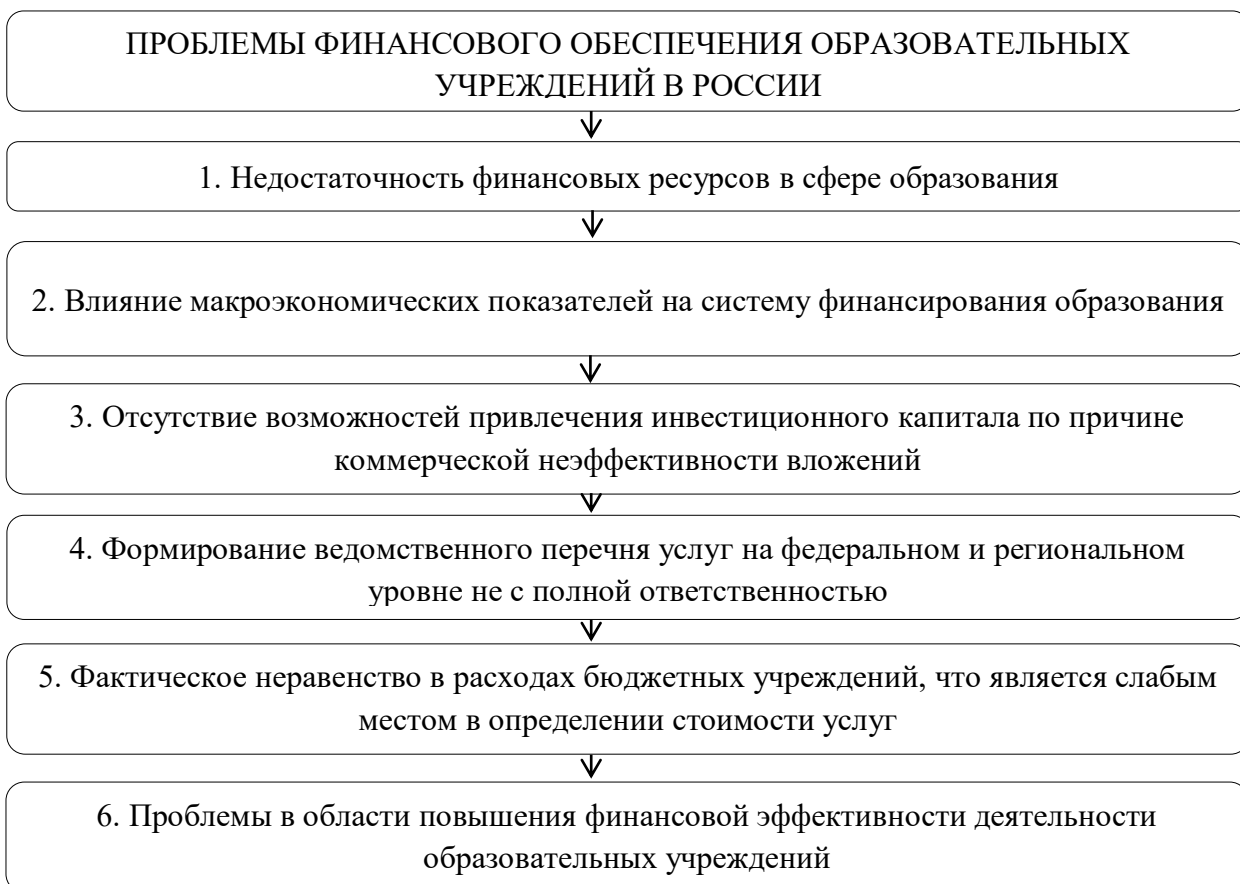 ПРОБЛЕМЫ ФИНАНСОВОГО ОБЕСПЕЧЕНИЯ ОБРАЗОВАТЕЛЬНЫХ
УЧРЕЖДЕНИЙ В РОССИИ
1. Недостаточность финансовых ресурсов в сфере образования
2. Влияние макроэкономических показателей на систему финансирования образования
3. Отсутствие возможностей привлечения инвестиционного капитала по причине
коммерческой неэффективности вложений
4. Формирование ведомственного перечня услуг на федеральном и региональном
уровне не с полной ответственностью
5. Фактическое неравенство в расходах бюджетных учреждений, что является слабым
местом в определении стоимости услуг
6. Проблемы в области повышения финансовой эффективности деятельности
образовательных учреждений